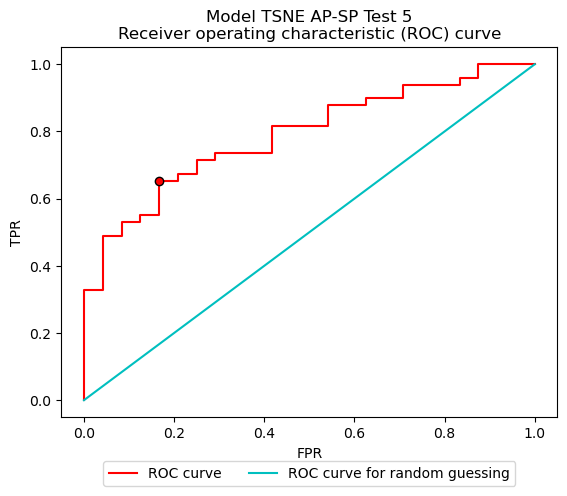 Model TSNE AP-SP Test 5
Receiver operating characteristic (ROC) curve
1.0
0.8
0.6
0.4
0.2
0.0
TPR
0.0 0.2 0.4 0.6 0.8 1.0
FPR
ROC curve ROC curve for random guessing